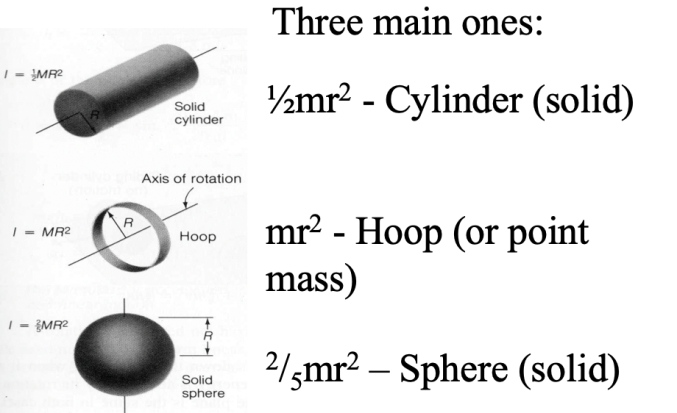 Three main ones:
I = ½MR²
R
Solid
cylinder
½mr² - Cylinder (solid)
Axis of rotation
I = MR²
R
Hoop
mr² - Hoop (or point
mass)
I = ⅖MR²
R
Solid
sphere
2/5mr² – Sphere (solid)